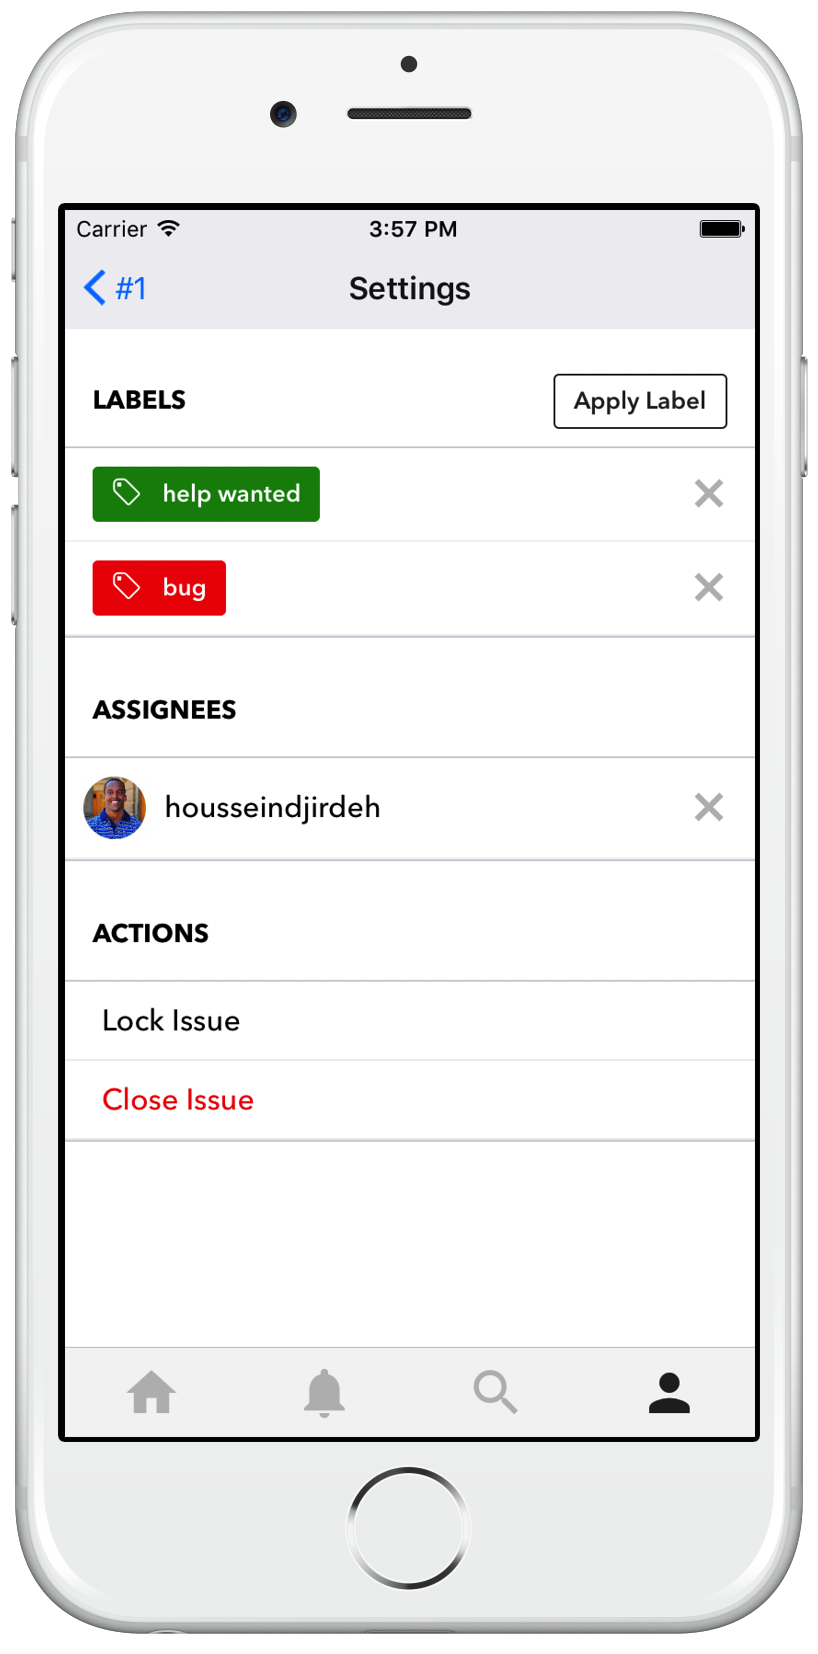 Carrier 3:57 PM
#1 Settings
LABELS Apply Label
help wanted
bug
ASSIGNEES
housseindjirdeh
ACTIONS
Lock Issue
Close Issue